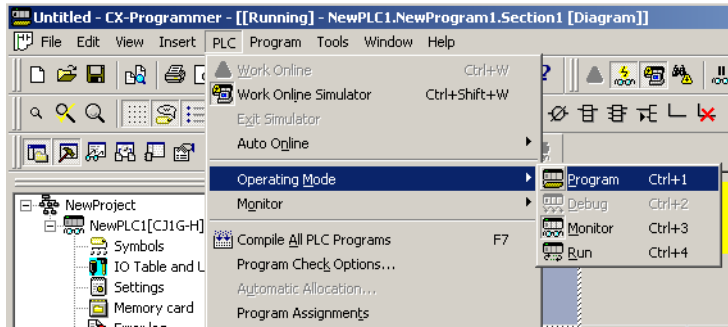 Untitled - CX-Programmer - [[Running] - NewPLC1.NewProgram1.Section1 [Diagram]]
File Edit View Insert PLC Program Tools Window Help
Work Online Ctrl+W
Work Online Simulator Ctrl+Shift+W
Exit Simulator
Auto Online
Operating Mode
Program Ctrl+1
Monitor
Debug Ctrl+2
NewProject
NewPLC1[CJ1G-H]
Compile All PLC Programs F7
Monitor Ctrl+3
Symbols
Program Check Options...
Run Ctrl+4
IO Table and U
Settings
Automatic Allocation...
Memory card
Program Assignments